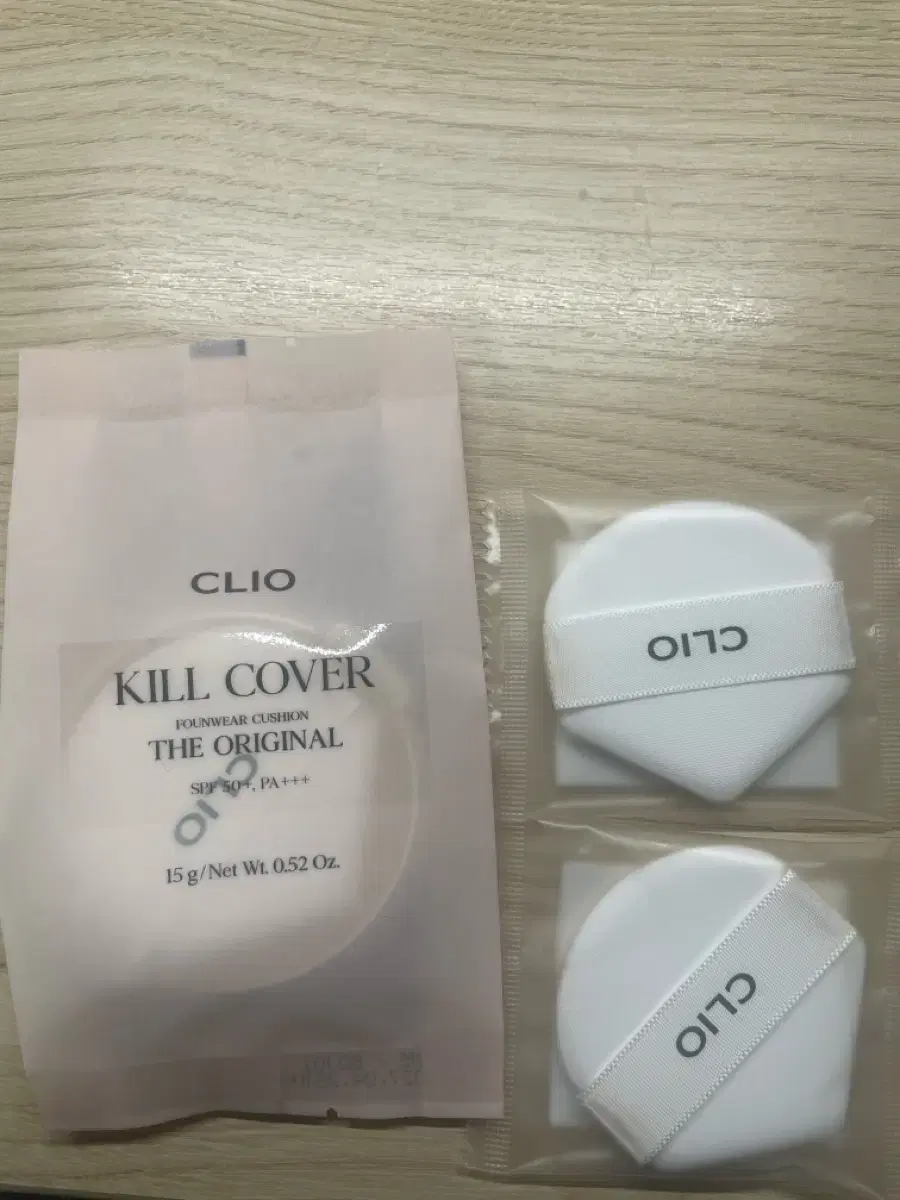 CLIO
KILL COVER
FOUNWEAR CUSHION
THE ORIGINAL
SPF 50+, PA+++
CLIO
15 g/Net Wt. 0.52 Oz.
CLIO
CLIO